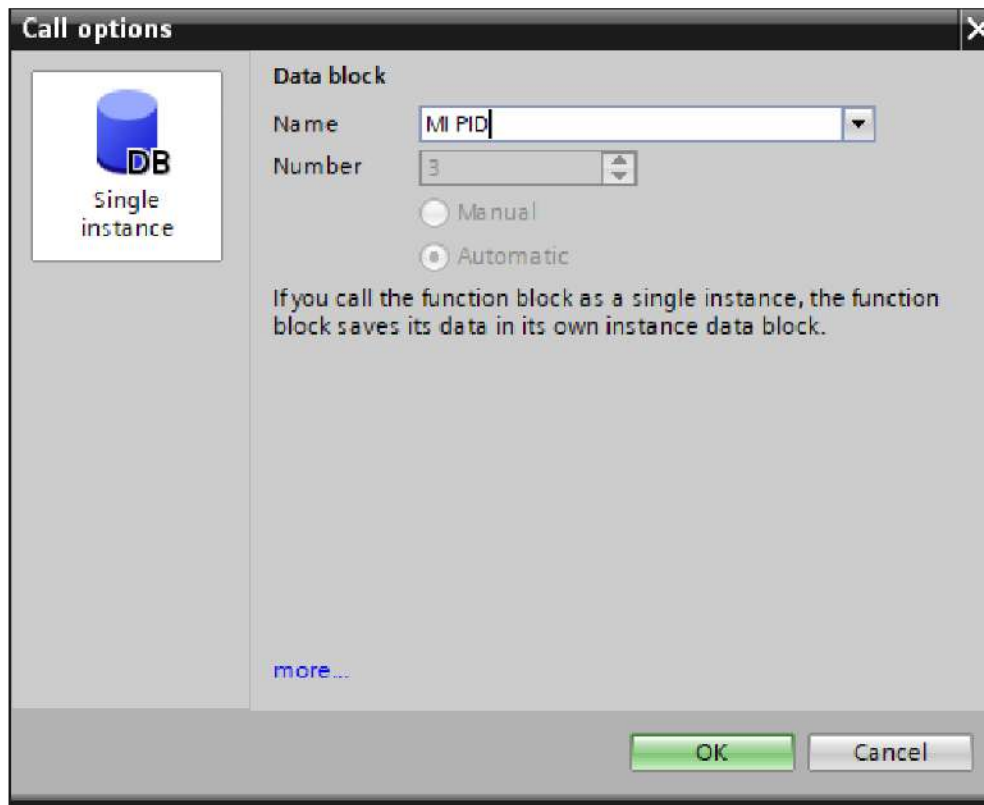 Call options
DB
Single
instance
Data block
Name MI PID
Number 3
Manual
Automatic
If you call the function block as a single instance, the function
block saves its data in its own instance data block.
more...
OK Cancel